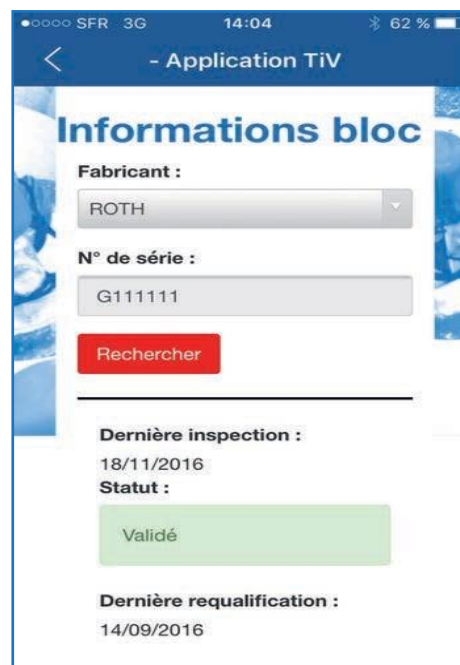 SFR 3G 14:04 62 %
- Application TiV
Informations bloc
Fabricant :
ROTH
N° de série :
G111111
Rechercher
Dernière inspection :
18/11/2016
Statut :
Validé
Dernière requalification :
14/09/2016